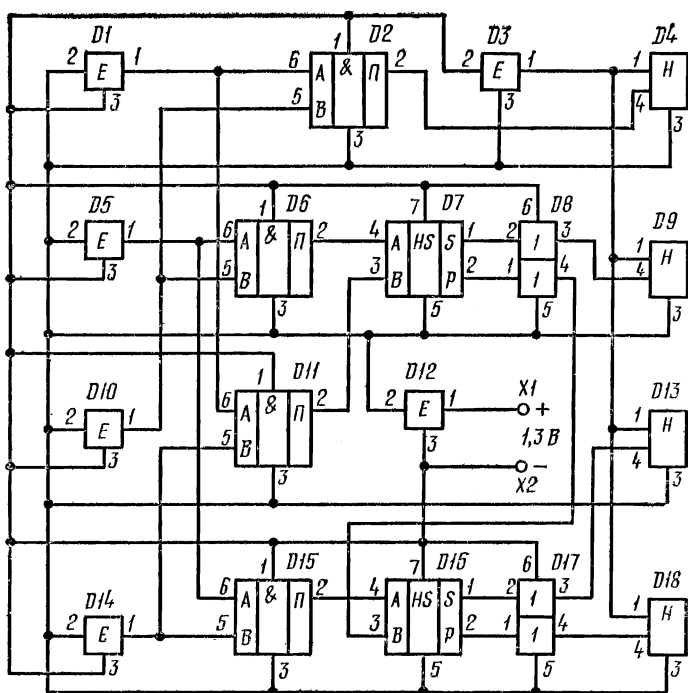 D1 D2 D3 D4
2 E 1 3
1 6 A & П 2 5 B 3
2 E 1 3
1 H 4 3
D5 D6 D7 D8 D9
2 E 1 3
1 6 A & П 2 5 B 3
7 4 A HS S 1 3 B P 2 5
6 2 1 3 1 1 4 5
1 H 4 3
D10 D11 D12 X1 D13
2 E 1 3
1 6 A & П 2 5 B 3
2 E 1 3
+
1,3 В
−
X2
1 H 4 3
D14 D15 D16 D17 D18
2 E 1 3
1 6 A & П 2 5 B 3
7 4 A HS S 1 3 B P 2 5
6 2 1 3 1 1 4 5
1 H 4 3